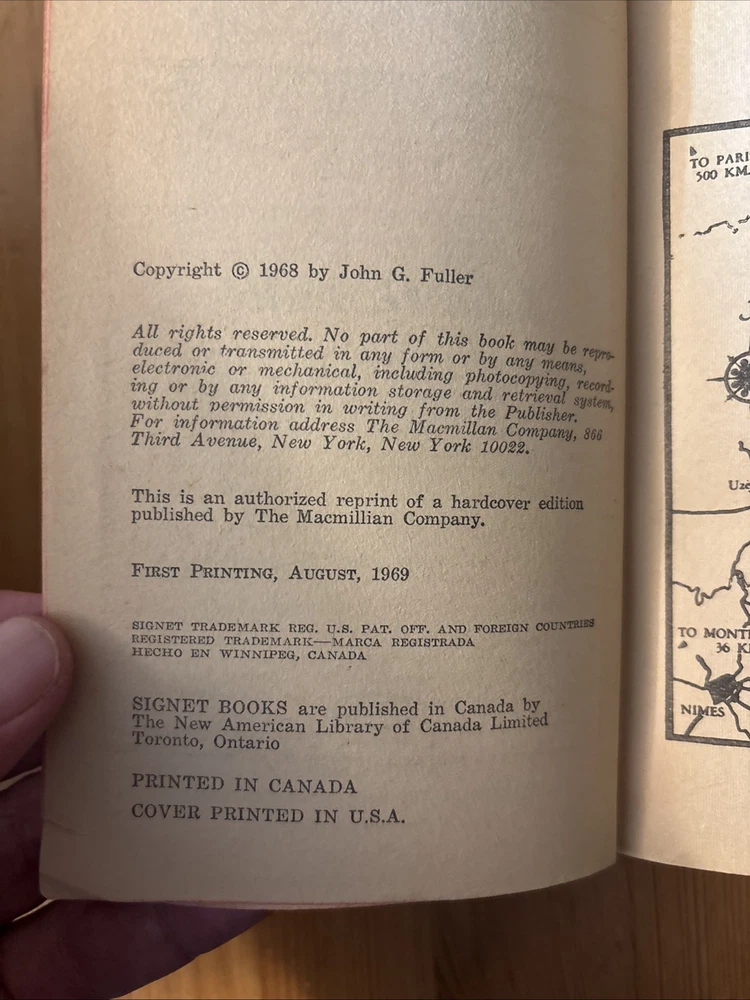 Copyright © 1968 by John G. Fuller
All rights reserved. No part of this book may be repro-
duced or transmitted in any form or by any means,
electronic or mechanical, including photocopying, record-
ing or by any information storage and retrieval system,
without permission in writing from the Publisher.
For information address The Macmillan Company, 866
Third Avenue, New York, New York 10022.
This is an authorized reprint of a hardcover edition
published by The Macmillian Company.
FIRST PRINTING, AUGUST, 1969
SIGNET TRADEMARK REG. U.S. PAT. OFF. AND FOREIGN COUNTRIES
REGISTERED TRADEMARK—MARCA REGISTRADA
HECHO EN WINNIPEG, CANADA
SIGNET BOOKS are published in Canada by
The New American Library of Canada Limited
Toronto, Ontario
PRINTED IN CANADA
COVER PRINTED IN U.S.A.
TO PARI
500 KM.
Uzè
TO MONT
36 K
NIMES